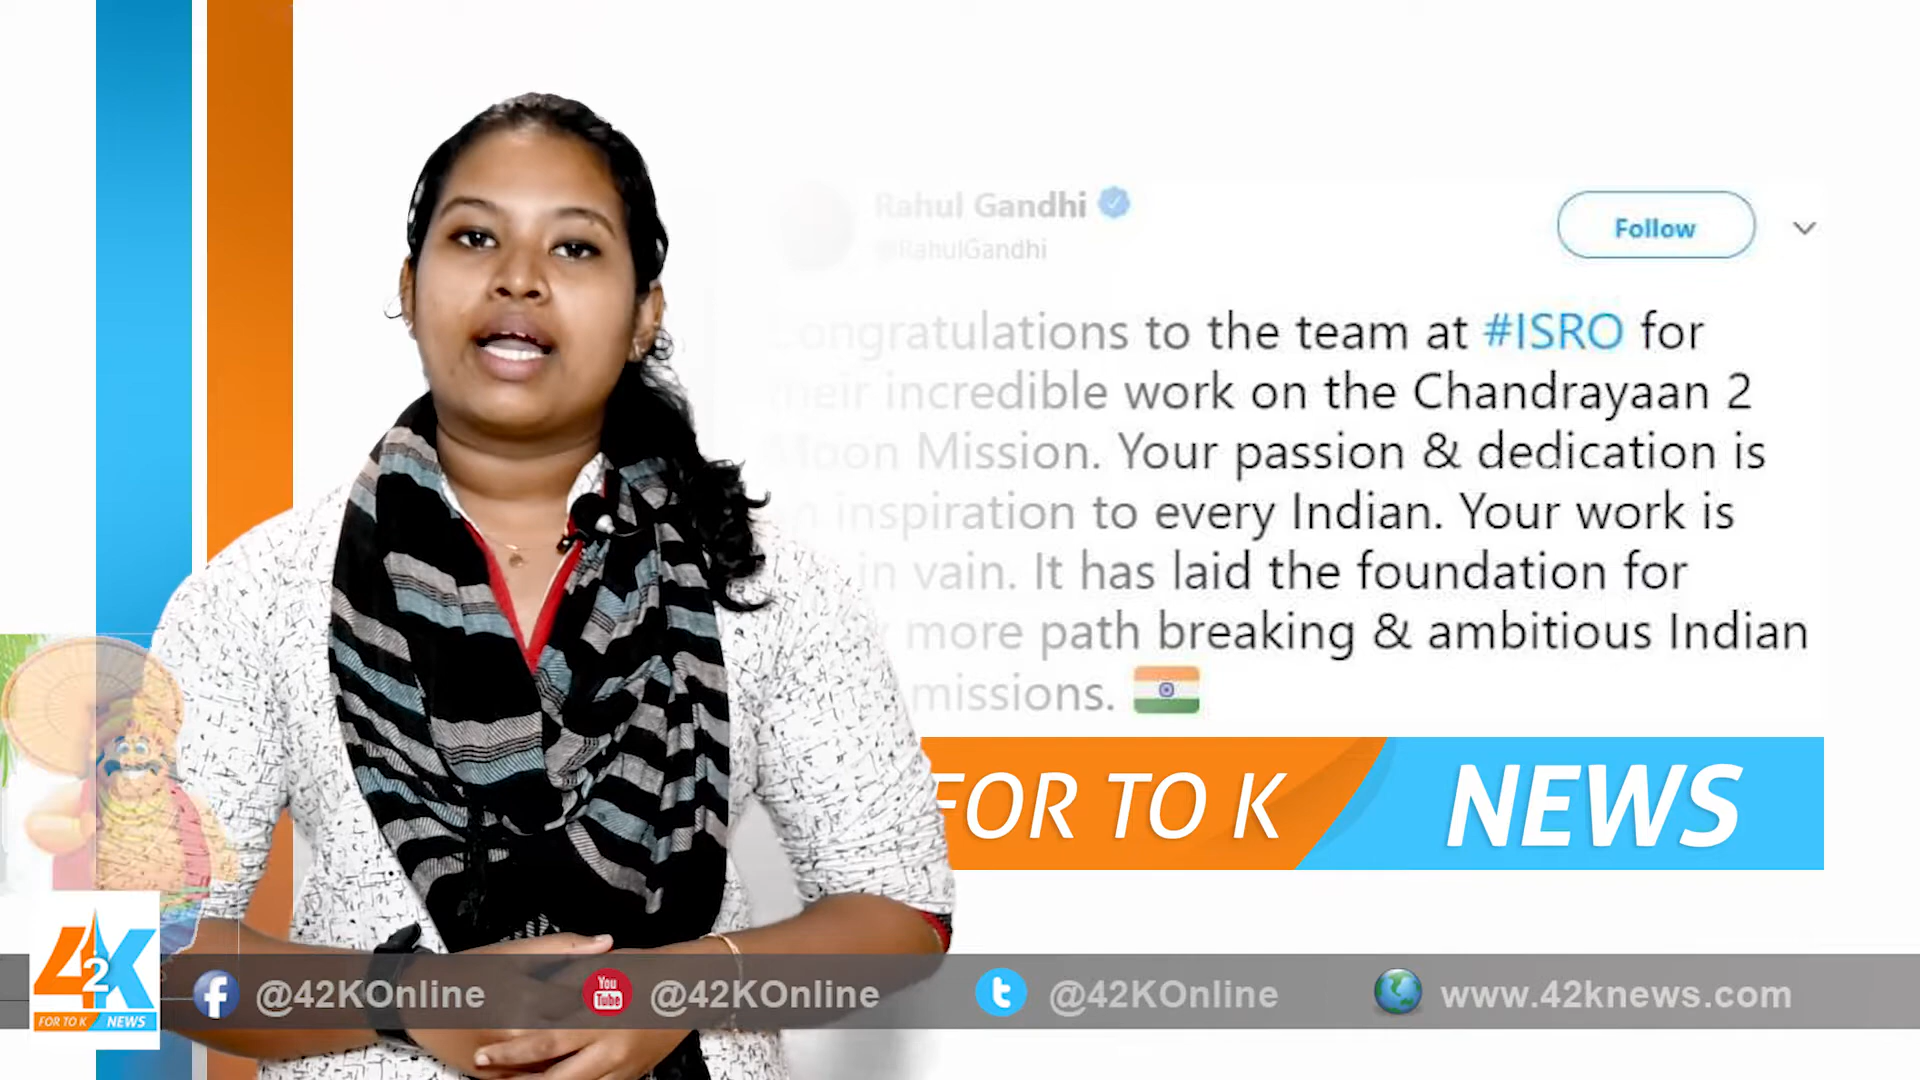 Rahul Gandhi
@RahulGandhi
Follow
Congratulations to the team at #ISRO for
their incredible work on the Chandrayaan 2
Moon Mission. Your passion & dedication is
inspiration to every Indian. Your work is
in vain. It has laid the foundation for
more path breaking & ambitious Indian
missions.
FOR TO K NEWS
42K
FOR TO K NEWS
@42KOnline
You Tube
@42KOnline
@42KOnline
www.42knews.com